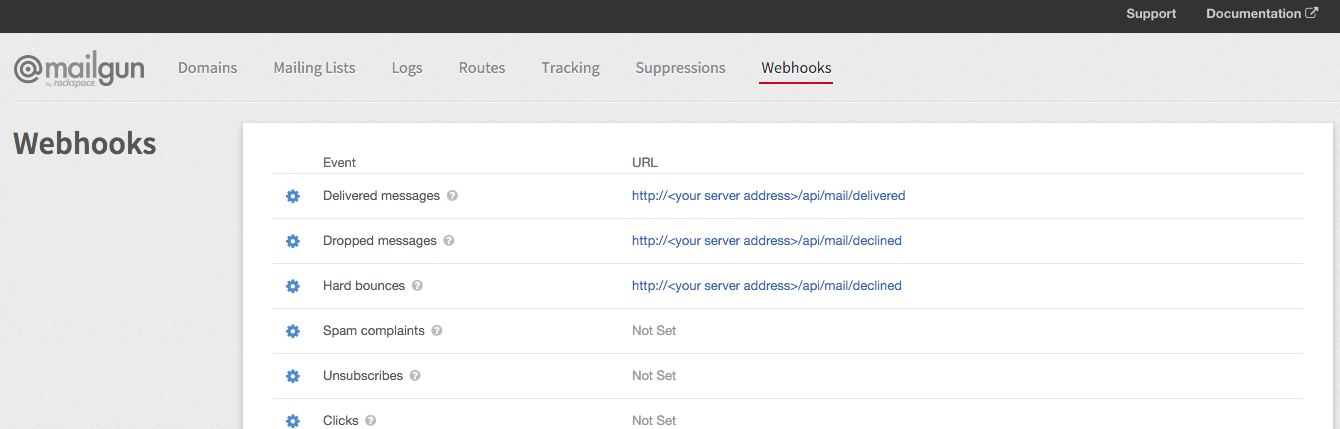 Support Documentation
@mailgun by rackspace. Domains Mailing Lists Logs Routes Tracking Suppressions Webhooks
Webhooks
Event URL
Delivered messages ? http://<your server address>/api/mail/delivered
Dropped messages ? http://<your server address>/api/mail/declined
Hard bounces ? http://<your server address>/api/mail/declined
Spam complaints ? Not Set
Unsubscribes ? Not Set
Clicks ? Not Set